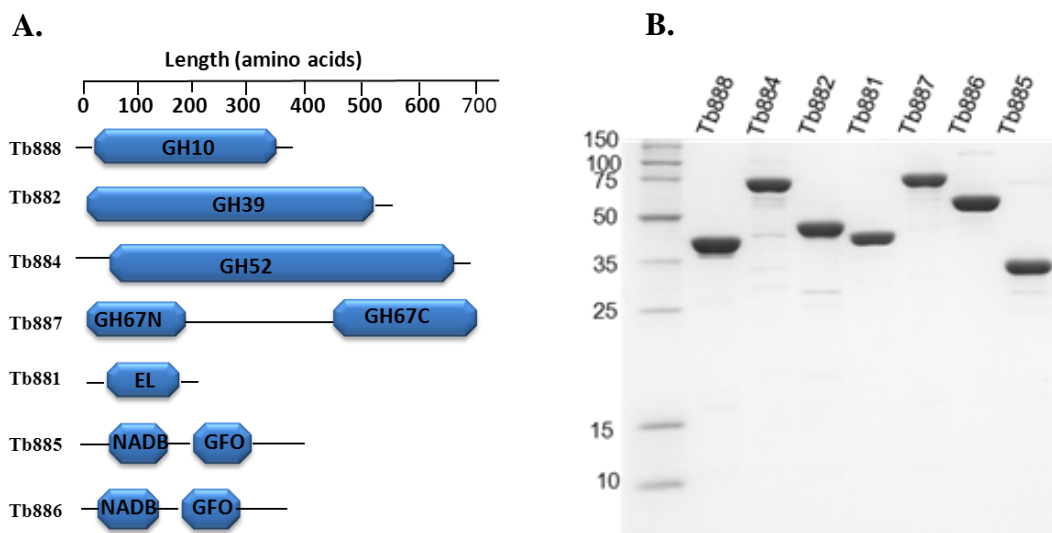 A.
Length (amino acids)
0 100 200 300 400 500 600 700
Tb888 GH10
Tb882 GH39
Tb884 GH52
Tb887 GH67N GH67C
Tb881 EL
Tb885 NADB GFO
Tb886 NADB GFO
B.
Tb888 Tb884 Tb882 Tb881 Tb887 Tb886 Tb885
150
100
75
50
35
25
15
10